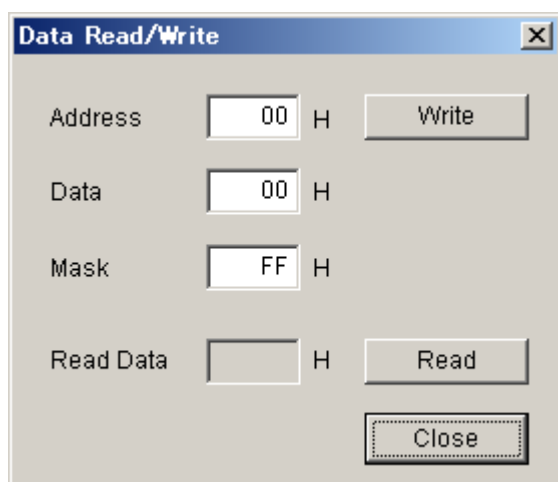 Data Read/Write
Address 00 H Write
Data 00 H
Mask FF H
Read Data H Read
Close